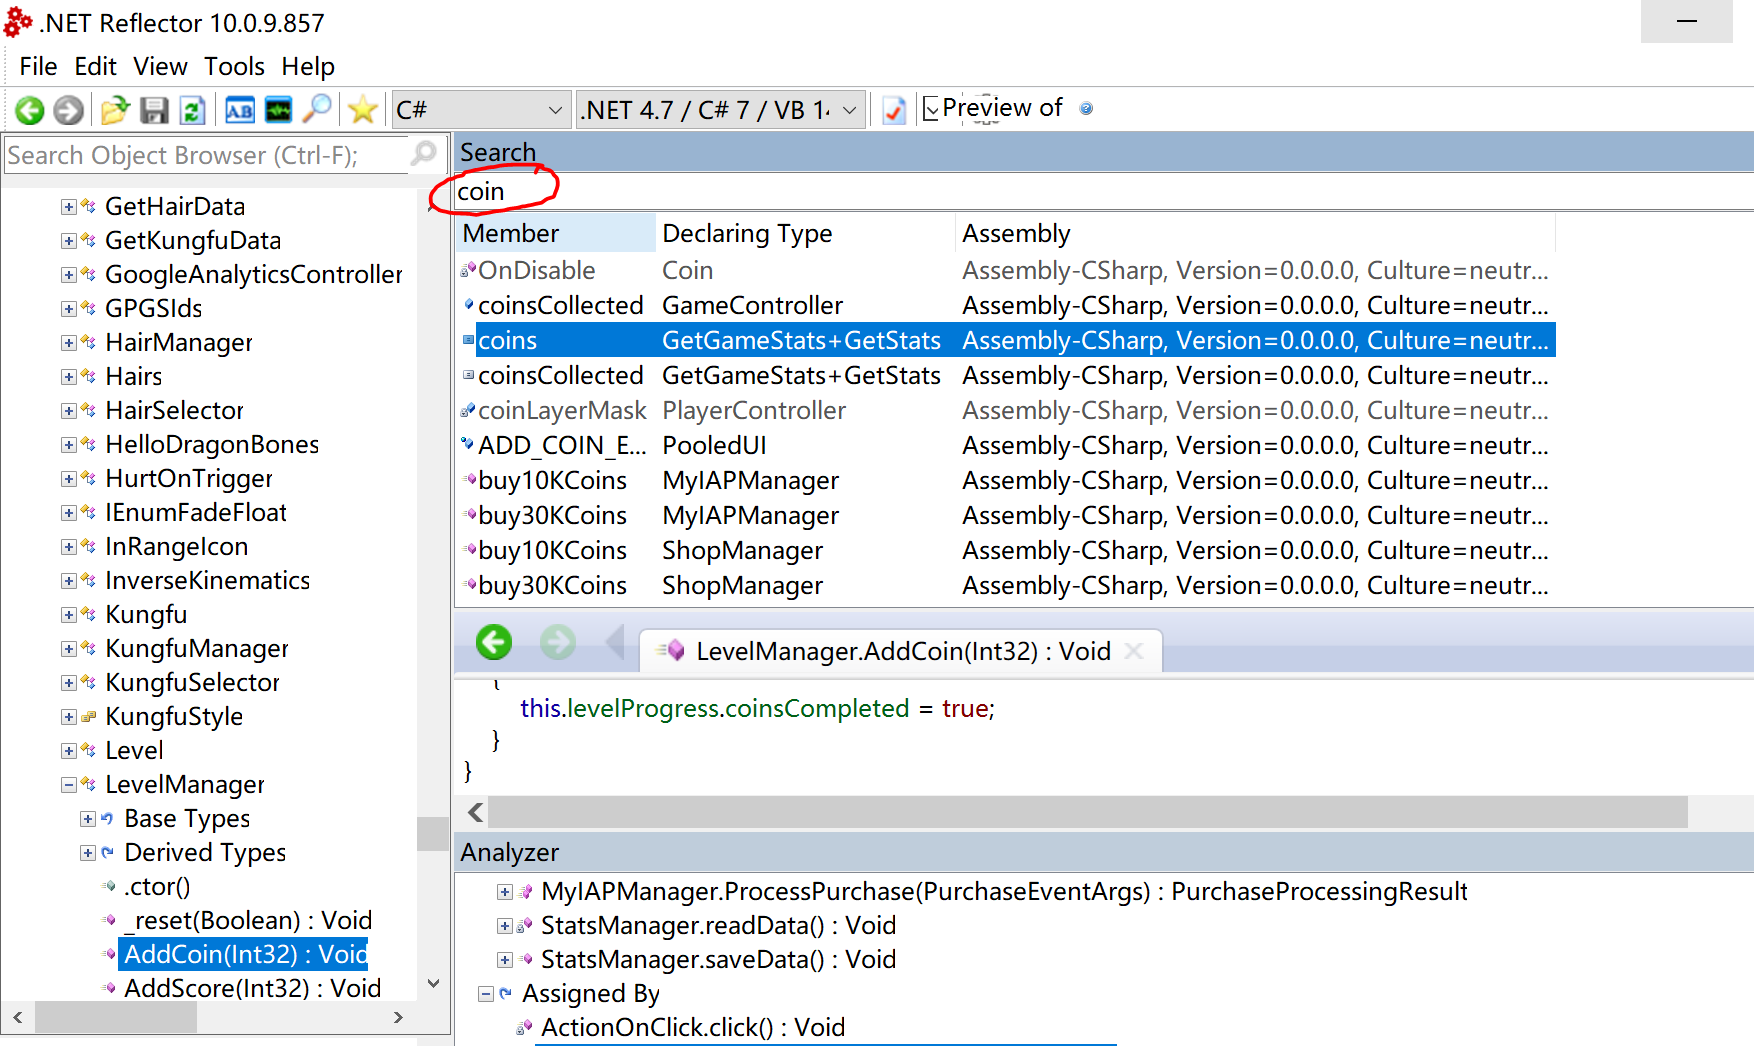 .NET Reflector 10.0.9.857
File Edit View Tools Help
C# .NET 4.7 / C# 7 / VB 14 Preview of
Search Object Browser (Ctrl-F);
GetHairData
GetKungfuData
GoogleAnalyticsController
GPGSIds
HairManager
Hairs
HairSelector
HelloDragonBones
HurtOnTrigger
IEnumFadeFloat
InRangeIcon
InverseKinematics
Kungfu
KungfuManager
KungfuSelector
KungfuStyle
Level
LevelManager
Base Types
Derived Types
.ctor()
_reset(Boolean) : Void
AddCoin(Int32) : Void
AddScore(Int32) : Void
Search
coin
Member Declaring Type Assembly
OnDisable Coin Assembly-CSharp, Version=0.0.0.0, Culture=neutr...
coinsCollected GameController Assembly-CSharp, Version=0.0.0.0, Culture=neutr...
coins GetGameStats+GetStats Assembly-CSharp, Version=0.0.0.0, Culture=neutr...
coinsCollected GetGameStats+GetStats Assembly-CSharp, Version=0.0.0.0, Culture=neutr...
coinLayerMask PlayerController Assembly-CSharp, Version=0.0.0.0, Culture=neutr...
ADD_COIN_E... PooledUI Assembly-CSharp, Version=0.0.0.0, Culture=neutr...
buy10KCoins MyIAPManager Assembly-CSharp, Version=0.0.0.0, Culture=neutr...
buy30KCoins MyIAPManager Assembly-CSharp, Version=0.0.0.0, Culture=neutr...
buy10KCoins ShopManager Assembly-CSharp, Version=0.0.0.0, Culture=neutr...
buy30KCoins ShopManager Assembly-CSharp, Version=0.0.0.0, Culture=neutr...
LevelManager.AddCoin(Int32) : Void
{
this.levelProgress.coinsCompleted = true;
}
}
Analyzer
MyIAPManager.ProcessPurchase(PurchaseEventArgs) : PurchaseProcessingResult
StatsManager.readData() : Void
StatsManager.saveData() : Void
Assigned By
ActionOnClick.click() : Void